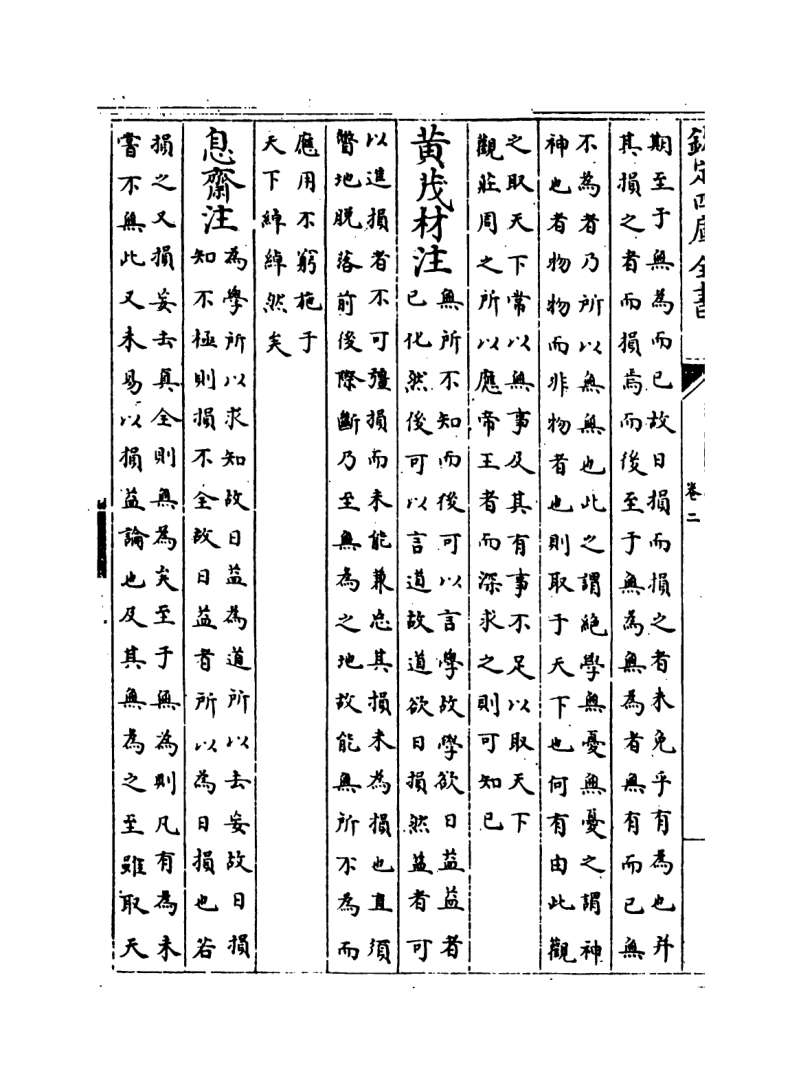 欽定四庫全書
卷二
期至于無為而已故日損而損之者未免乎有為也并
其損之者而損焉而後至于無為無為者無有而已無
不為者乃所以無無也此之謂絶學無憂無憂之謂神
神也者物物而非物者也則取于天下也何有由此觀
之取天下常以無事及其有事不足以取天下
觀莊周之所以應帝王者而深求之則可知已
黄茂材注
無所不知而後可以言學故學欲日益益者
已化然後可以言道故道欲日損然益者可
以進損者不可彊損而未能兼忘其損未為損也直須
瞥地脱落前後際斷乃至無為之地故能無所不為而
應用不窮施于
天下綽綽然矣
息齋注
為學所以求知故日益為道所以去妄故日損
知不極則損不全故日益者所以為日損也若
損之又損妄去真全則無為矣至于無為則凡有為未
嘗不無此又未易以損益論也及其無為之至雖取天